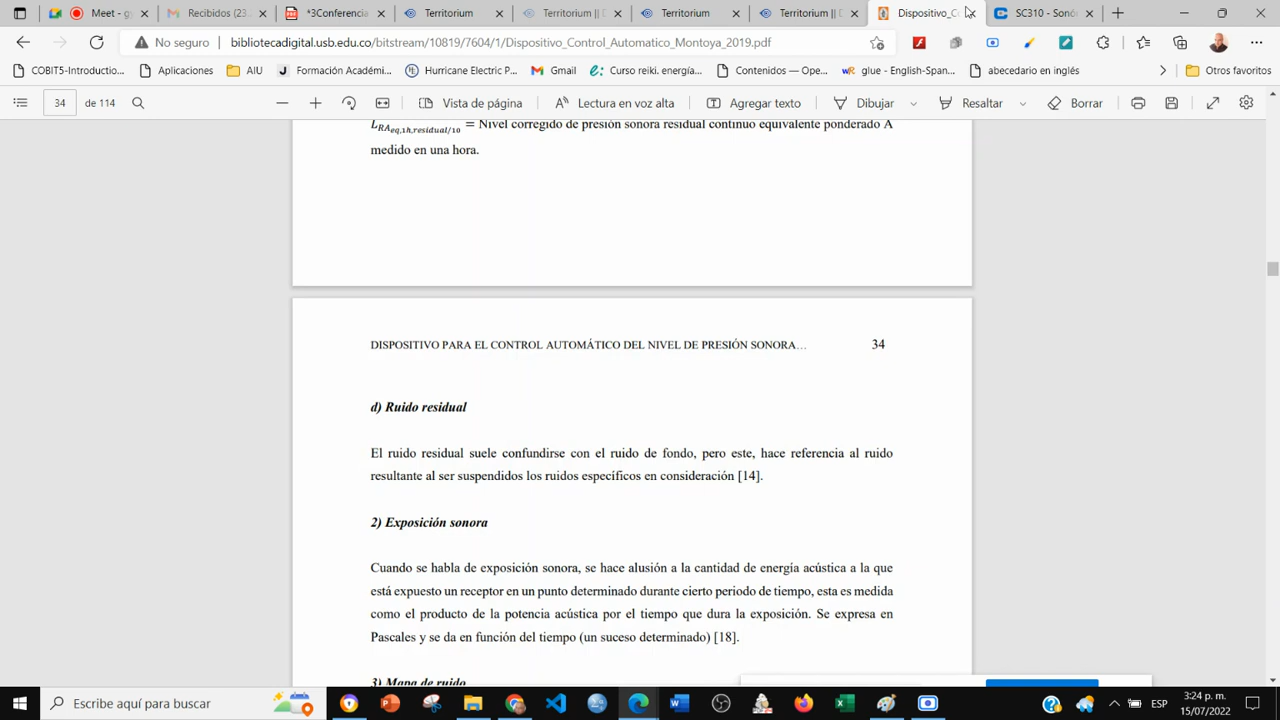 Meet - gy
Recibidos (23.
*3Conferencia
Territorium
Territorium || D
Territorium
Territorium || D
Dispositivo_Co
SC310 - Sonó
No seguro
bibliotecadigital.usb.edu.co/bitstream/10819/7604/1/Dispositivo_Control_Automatico_Montoya_2019.pdf
COBIT5-Introductio...
Aplicaciones
AIU
Formación Académi...
Hurricane Electric P...
Gmail
Curso reiki. energía...
Contenidos — Ope...
glue - English-Span...
abecedario en inglés
Otros favoritos
34
de 114
Vista de página
Lectura en voz alta
Agregar texto
Dibujar
Resaltar
Borrar
L_RAeq,1h,residual/10 = Nivel corregido de presión sonora residual continuo equivalente ponderado A
medido en una hora.
DISPOSITIVO PARA EL CONTROL AUTOMÁTICO DEL NIVEL DE PRESIÓN SONORA... 34
d) Ruido residual
El ruido residual suele confundirse con el ruido de fondo, pero este, hace referencia al ruido
resultante al ser suspendidos los ruidos específicos en consideración [14].
2) Exposición sonora
Cuando se habla de exposición sonora, se hace alusión a la cantidad de energía acústica a la que
está expuesto un receptor en un punto determinado durante cierto periodo de tiempo, esta es medida
como el producto de la potencia acústica por el tiempo que dura la exposición. Se expresa en
Pascales y se da en función del tiempo (un suceso determinado) [18].
3) Mapa de ruido
Escribe aquí para buscar
ESP
3:24 p. m.
15/07/2022